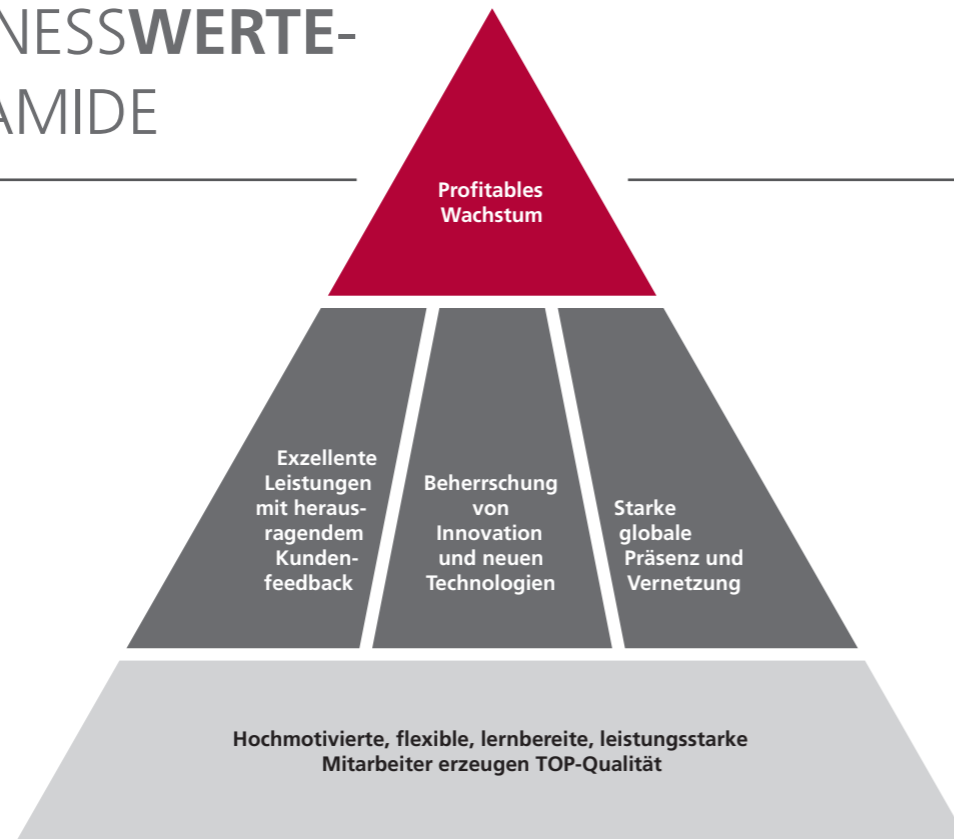 NESSWERTE-
AMIDE
Profitables
Wachstum
Exzellente
Leistungen
mit heraus-
ragendem
Kunden-
feedback
Beherrschung
von
Innovation
und neuen
Technologien
Starke
globale
Präsenz und
Vernetzung
Hochmotivierte, flexible, lernbereite, leistungsstarke
Mitarbeiter erzeugen TOP-Qualität